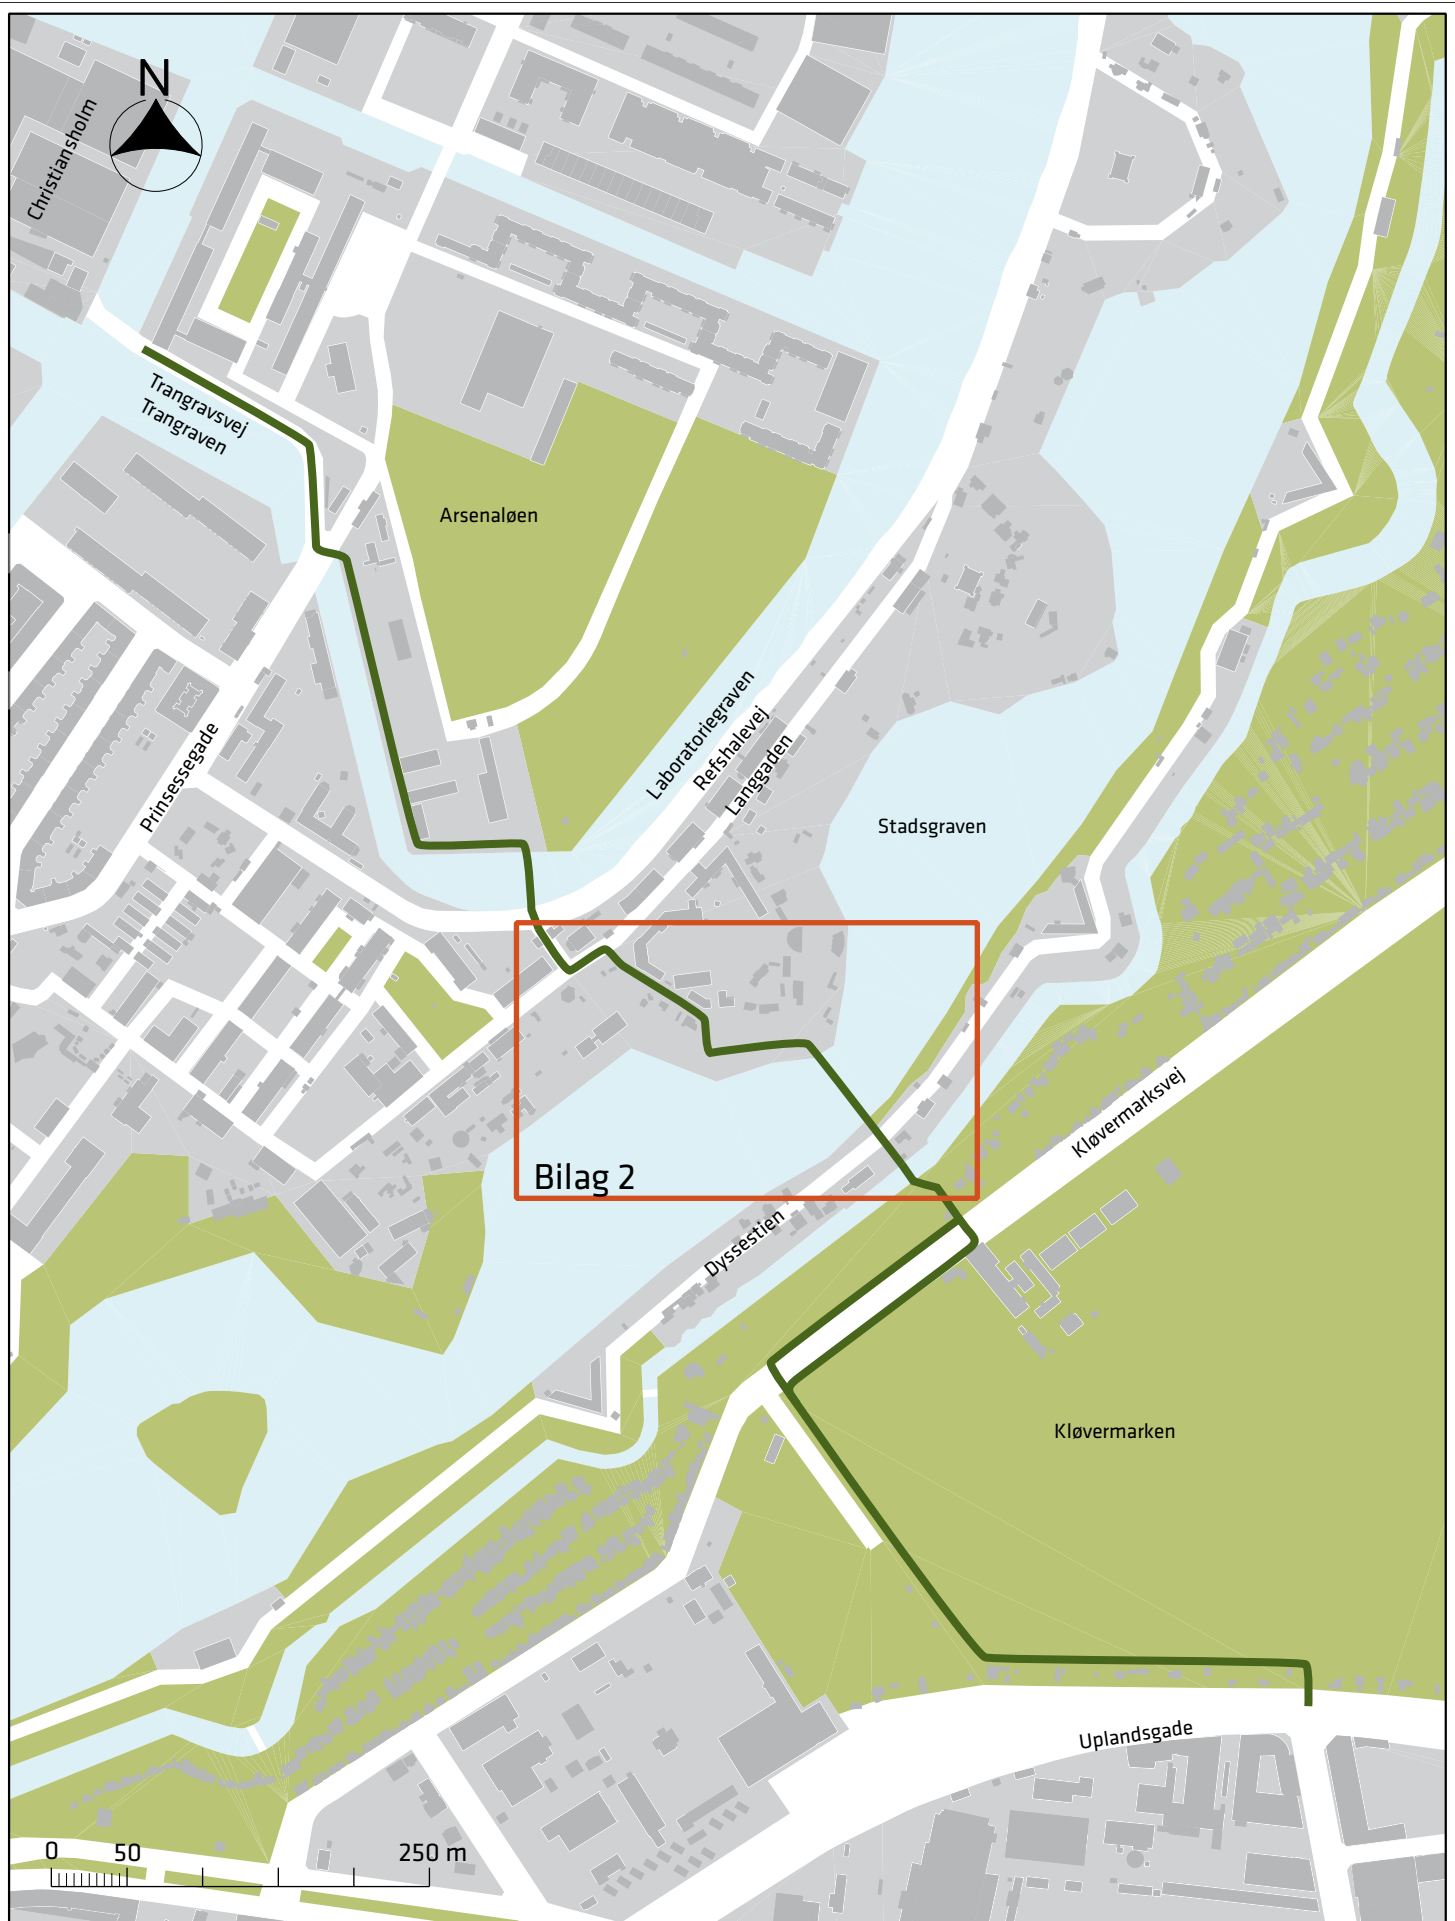 N
Christiansholm
Trangravsvej
Trangraven
Arsenaløen
Laboratoriegraven
Refshalevej
Langgaden
Prinsessegade
Stadsgraven
Kløvermarksvej
Bilag 2
Dyssestien
Kløvermarken
Uplandsgade
0 50 250 m